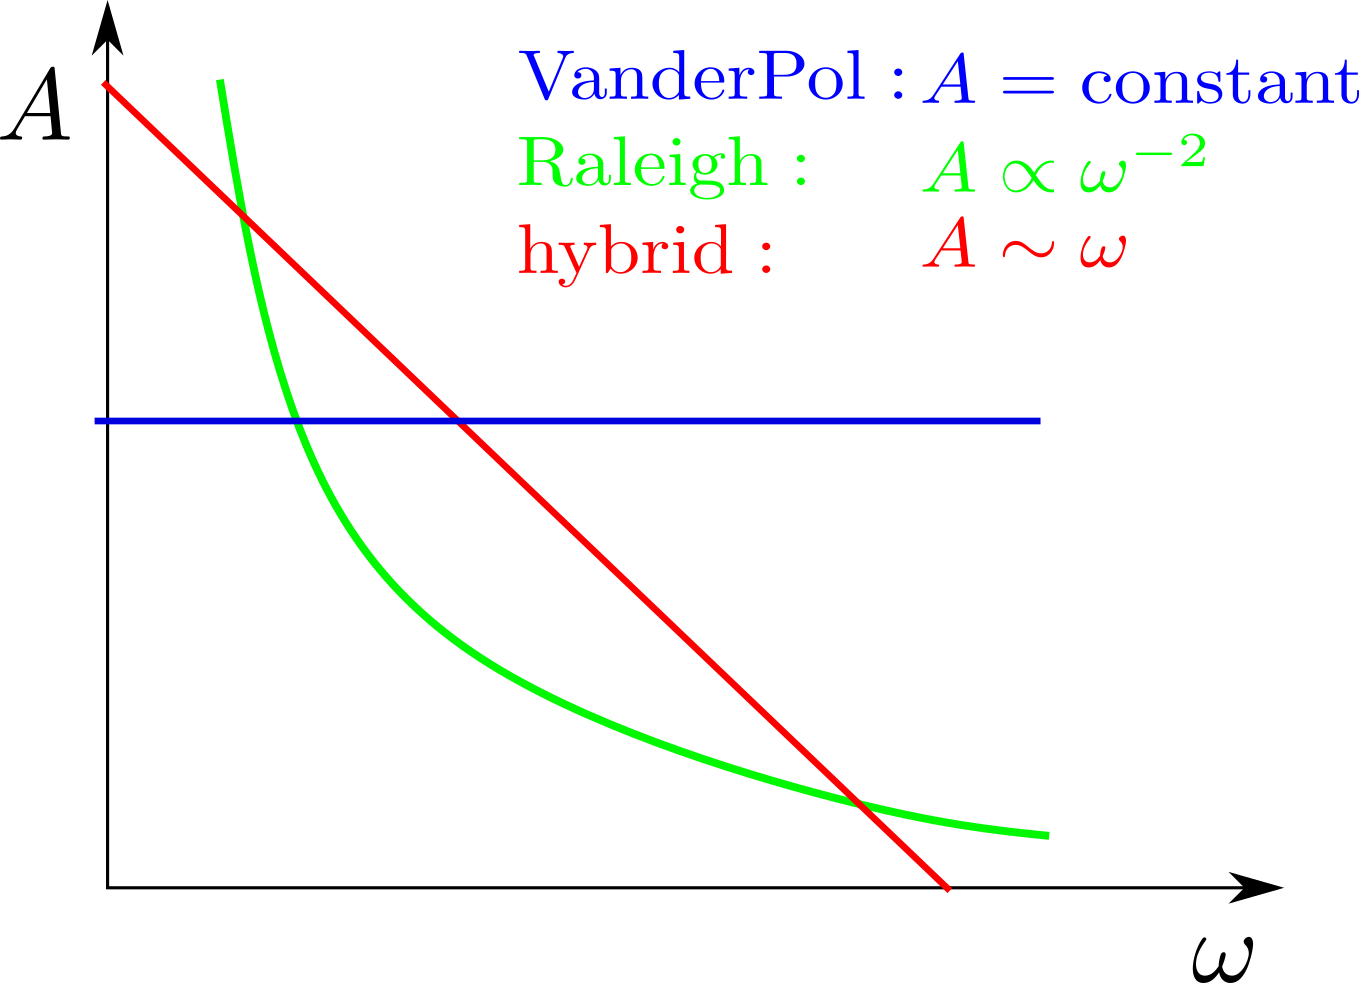 A
VanderPol : A = constant
Raleigh : A ∝ ω⁻²
hybrid : A ∼ ω
ω